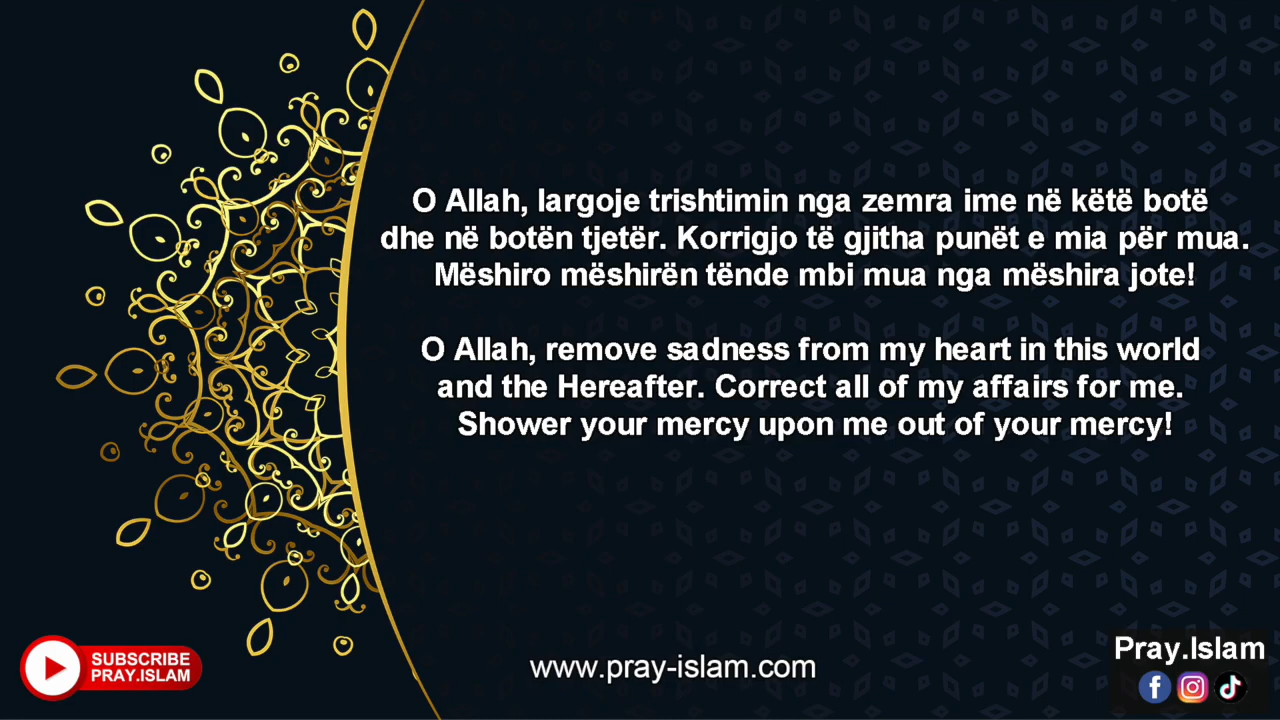 O Allah, largoje trishtimin nga zemra ime në këtë botë
dhe në botën tjetër. Korrigjo të gjitha punët e mia për mua.
Mëshiro mëshirën tënde mbi mua nga mëshira jote!
O Allah, remove sadness from my heart in this world
and the Hereafter. Correct all of my affairs for me.
Shower your mercy upon me out of your mercy!
SUBSCRIBE
PRAY.ISLAM
www.pray-islam.com
Pray.Islam